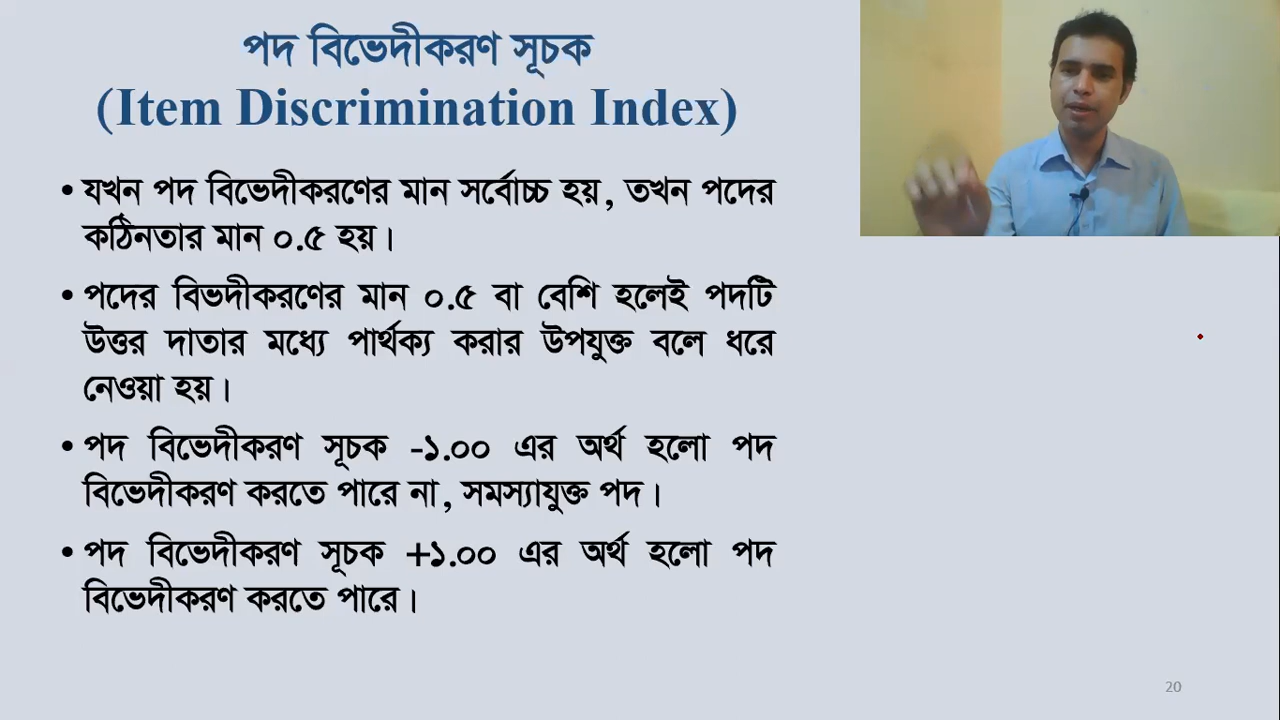 পদ বিভেদীকরণ সূচক
(Item Discrimination Index)
• যখন পদ বিভেদীকরণের মান সর্বোচ্চ হয়, তখন পদের
কঠিনতার মান ০.৫ হয়।
• পদের বিভদীকরণের মান ০.৫ বা বেশি হলেই পদটি
উত্তর দাতার মধ্যে পার্থক্য করার উপযুক্ত বলে ধরে
নেওয়া হয়।
• পদ বিভেদীকরণ সূচক -১.০০ এর অর্থ হলো পদ
বিভেদীকরণ করতে পারে না, সমস্যাযুক্ত পদ।
• পদ বিভেদীকরণ সূচক +১.০০ এর অর্থ হলো পদ
বিভেদীকরণ করতে পারে।
20